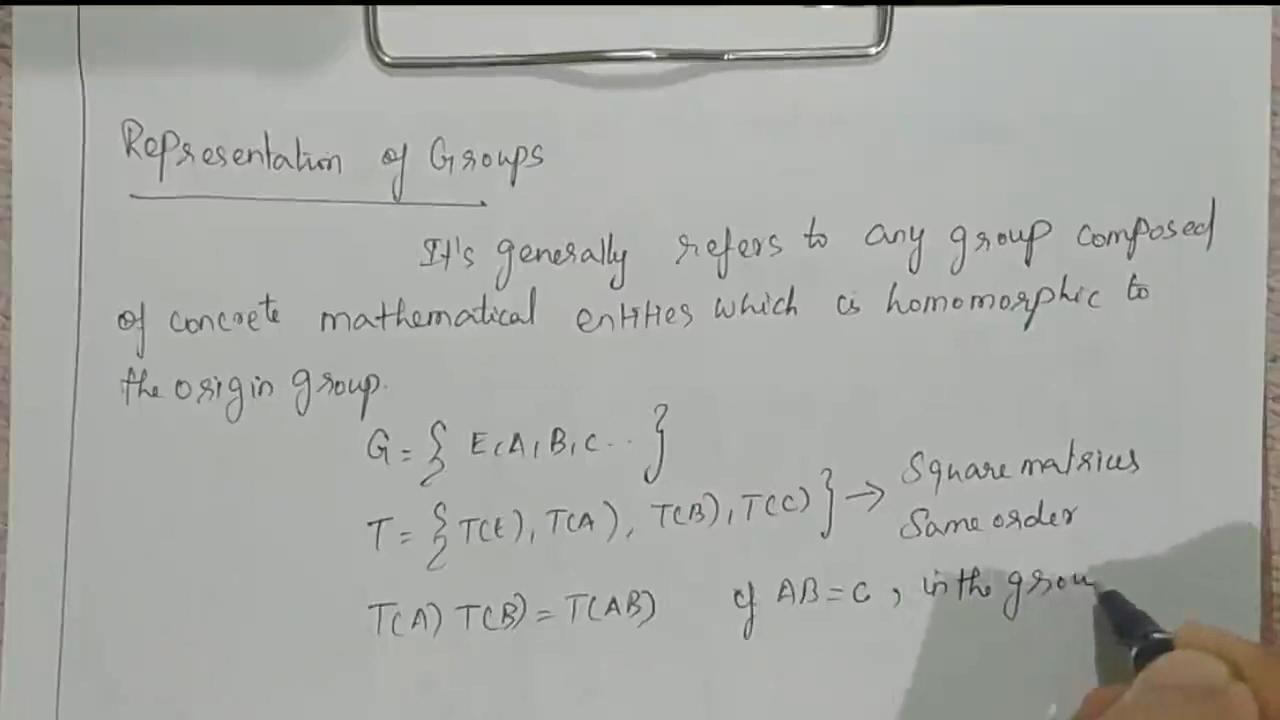 Representation of Groups
It's generally refers to any group composed
of concrete mathematical entities which is homomorphic to
the origin group.
G = { E, A, B, C .. }
T = { T(E), T(A), T(B), T(C) } → Square matrices
Same order
T(A) T(B) = T(AB) if AB = C, in the grou